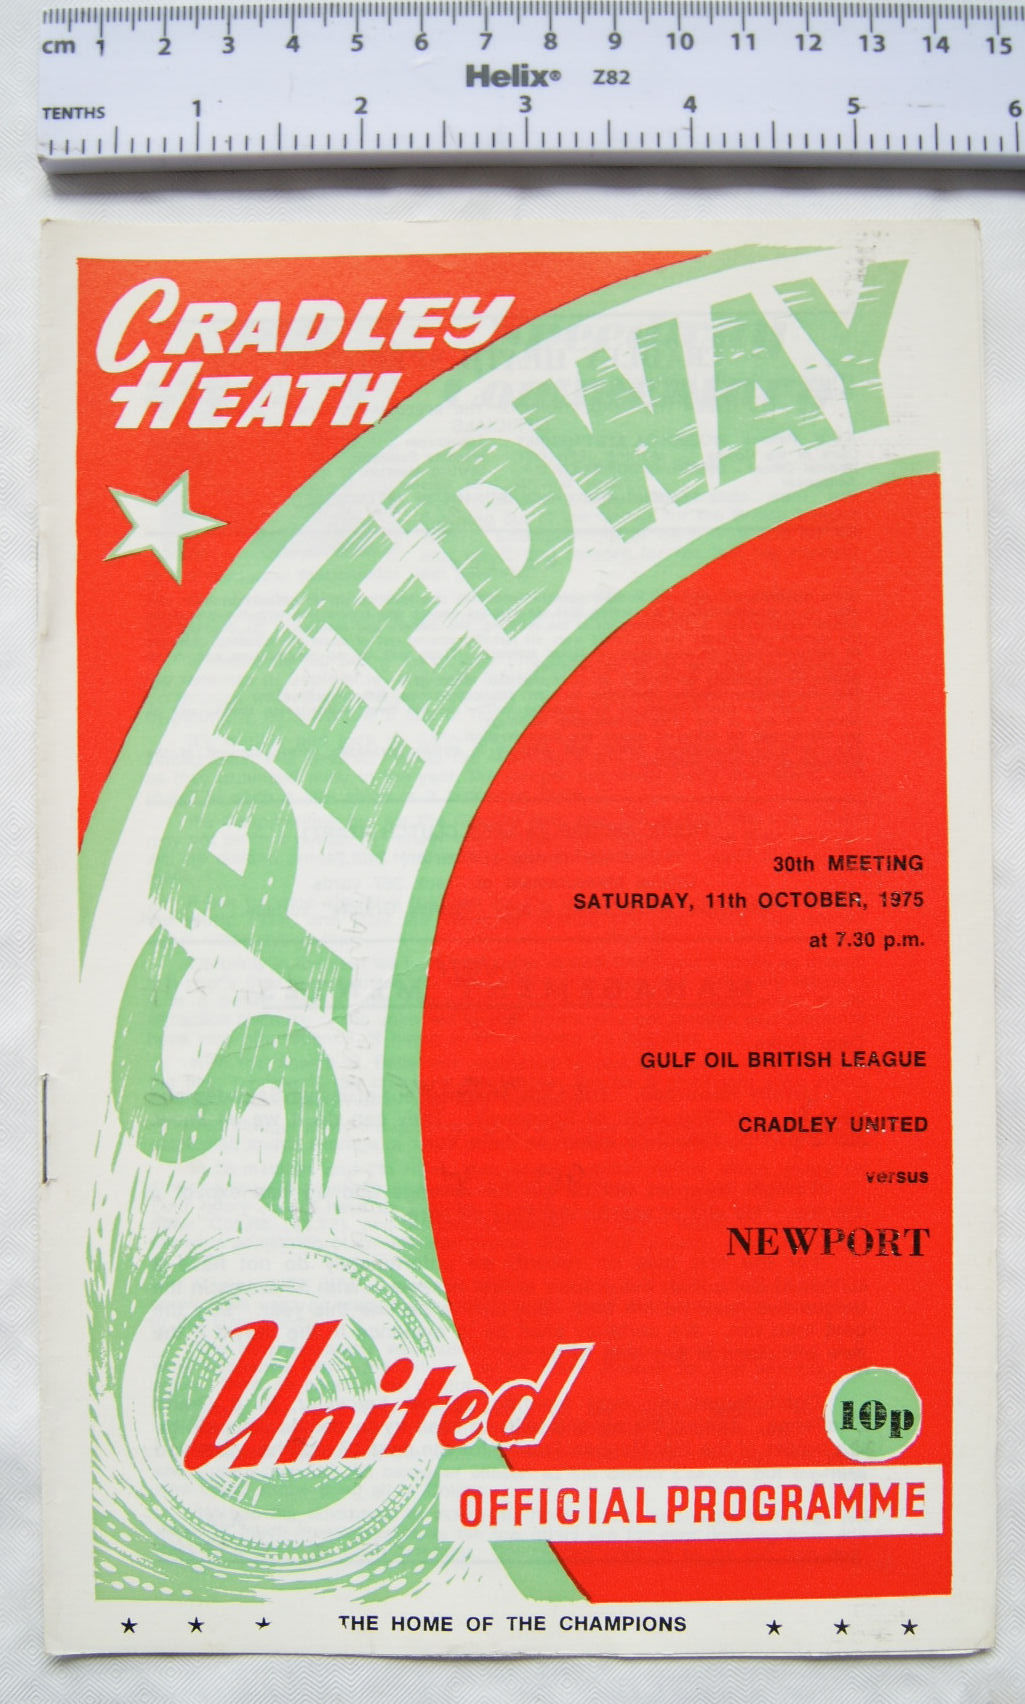 cm 1 2 3 4 5 6 7 8 9 10 11 12 13 14 15
Helix® Z82
TENTHS 1 2 3 4 5 6
CRADLEY
HEATH
SPEEDWAY
30th MEETING
SATURDAY, 11th OCTOBER, 1975
at 7.30 p.m.
GULF OIL BRITISH LEAGUE
CRADLEY UNITED
versus
NEWPORT
United
10p
OFFICIAL PROGRAMME
THE HOME OF THE CHAMPIONS